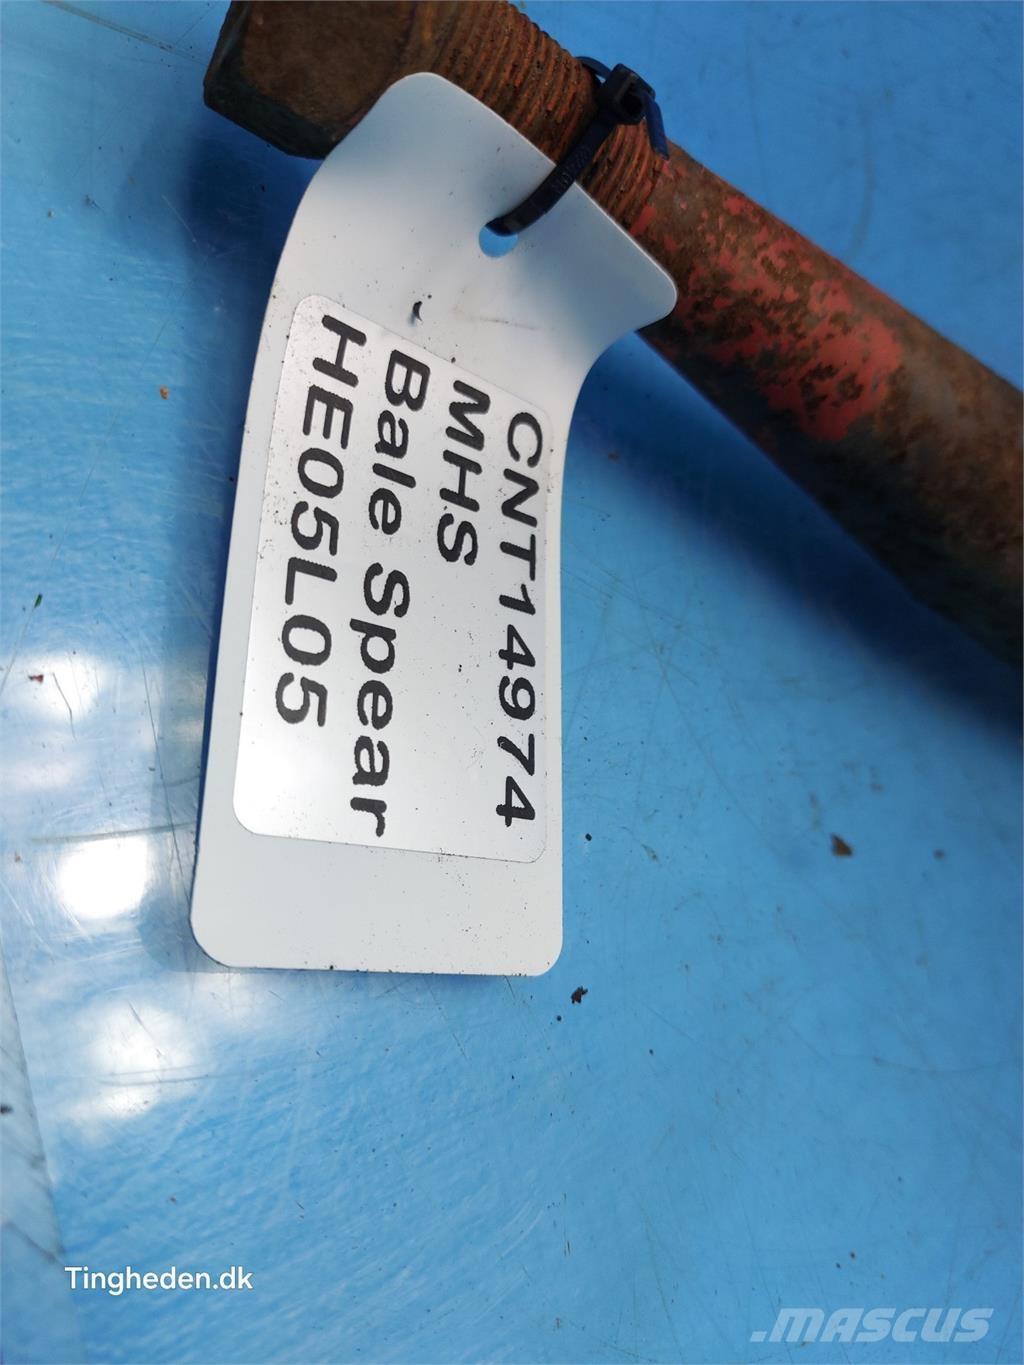 CNT14974
MHS
Bale Spear
HE05L05
Tingheden.dk
.MASCUS